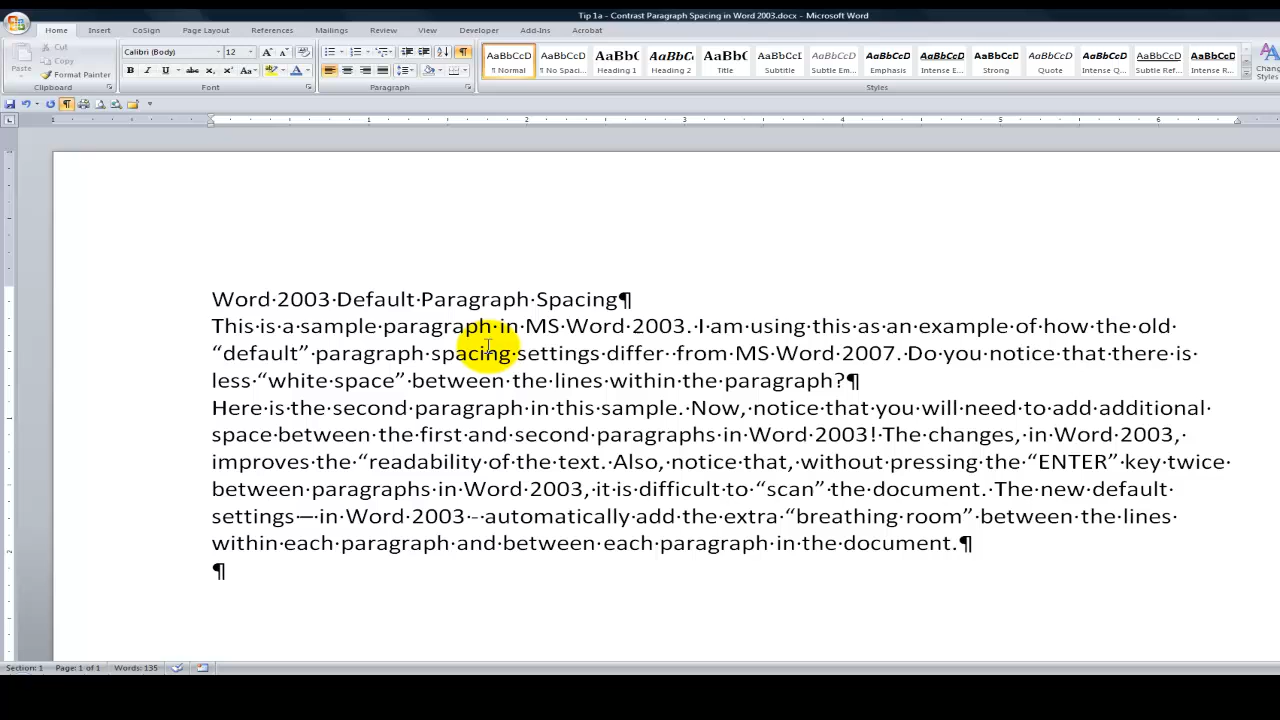 Tip 1a - Contrast Paragraph Spacing in Word 2003.docx - Microsoft Word
Home Insert CoSign Page Layout References Mailings Review View Developer Add-Ins Acrobat
Paste Cut Copy Format Painter
Calibri (Body) 12
AaBbCcD AaBbCcD AaBbC AaBbCc AaBbC AaBbCcI AaBbCcD AaBbCcD AaBbCcD AaBbCcD AaBbCcD AaBbCcD AaBbCcD AaBbCcD
¶ Normal ¶ No Spaci... Heading 1 Heading 2 Title Subtitle Subtle Em... Emphasis Intense E... Strong Quote Intense Q... Subtle Ref... Intense R... Styles
Clipboard Font Paragraph Styles
Word·2003·Default·Paragraph·Spacing¶
This·is·a·sample·paragraph·in·MS·Word·2003.·I·am·using·this·as·an·example·of·how·the·old·
“default”·paragraph·spacing·settings·differ··from·MS·Word·2007.·Do·you·notice·that·there·is·
less·“white·space”·between·the·lines·within·the·paragraph?¶
Here·is·the·second·paragraph·in·this·sample.·Now,·notice·that·you·will·need·to·add·additional·
space·between·the·first·and·second·paragraphs·in·Word·2003!·The·changes,·in·Word·2003,·
improves·the·“readability·of·the·text.·Also,·notice·that,·without·pressing·the·“ENTER”·key·twice·
between·paragraphs·in·Word·2003,·it·is·difficult·to·“scan”·the·document.·The·new·default·
settings·—·in·Word·2003·-·automatically·add·the·extra·“breathing·room”·between·the·lines·
within·each·paragraph·and·between·each·paragraph·in·the·document.¶
¶
Section: 1 Page: 1 of 1 Words: 135